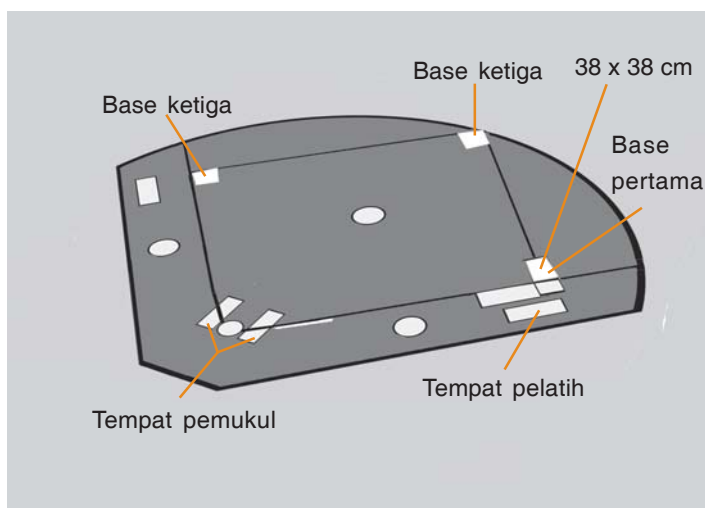 Base ketiga
38 x 38 cm
Base ketiga
Base
pertama
Tempat pelatih
Tempat pemukul